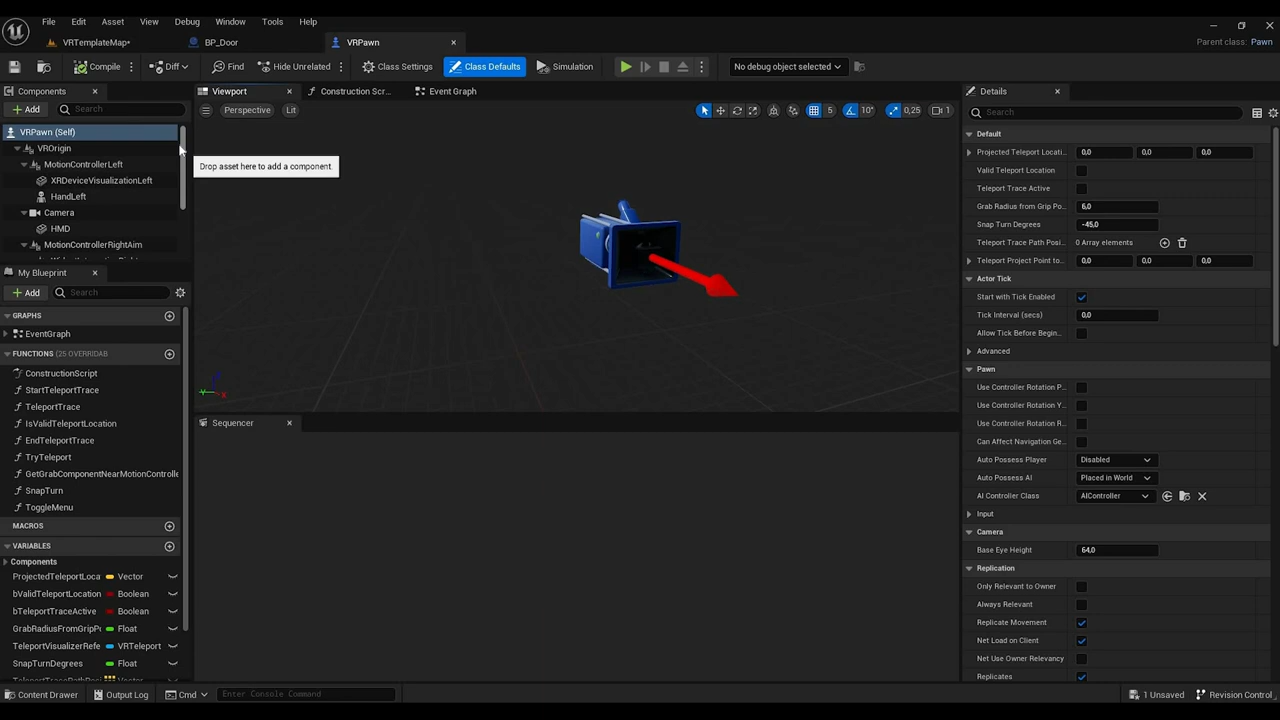 File Edit Asset View Debug Window Tools Help
VRTemplateMap* BP_Door VRPawn Parent class: Pawn
Compile Diff Find Hide Unrelated Class Settings Class Defaults Simulation No debug object selected
Components
Add Search
VRPawn (Self)
VROrigin
MotionControllerLeft
XRDeviceVisualizationLeft
HandLeft
Camera
HMD
MotionControllerRightAim
My Blueprint
Add Search
GRAPHS
EventGraph
FUNCTIONS (25 OVERRIDAB
ConstructionScript
StartTeleportTrace
TeleportTrace
IsValidTeleportLocation
EndTeleportTrace
TryTeleport
GetGrabComponentNearMotionControlle
SnapTurn
ToggleMenu
MACROS
VARIABLES
Components
ProjectedTeleportLoca Vector
bValidTeleportLocation Boolean
bTeleportTraceActive Boolean
GrabRadiusFromGripPo Float
TeleportVisualizerRefe VRTeleport
SnapTurnDegrees Float
Viewport Construction Scr... Event Graph
Perspective Lit 5 10° 0,25 1
Drop asset here to add a component.
Y X
Sequencer
Details
Search
Default
Projected Teleport Locati 0,0 0,0 0,0
Valid Teleport Location
Teleport Trace Active
Grab Radius from Grip Po 6,0
Snap Turn Degrees -45,0
Teleport Trace Path Posi 0 Array elements
Teleport Project Point to 0,0 0,0 0,0
Actor Tick
Start with Tick Enabled
Tick Interval (secs) 0,0
Allow Tick Before Begin...
Advanced
Pawn
Use Controller Rotation P...
Use Controller Rotation Y...
Use Controller Rotation R...
Can Affect Navigation Ge...
Auto Possess Player Disabled
Auto Possess AI Placed in World
AI Controller Class AIController
Input
Camera
Base Eye Height 64,0
Replication
Only Relevant to Owner
Always Relevant
Replicate Movement
Net Load on Client
Net Use Owner Relevancy
Replicates
Content Drawer Output Log Cmd Enter Console Command 1 Unsaved Revision Control